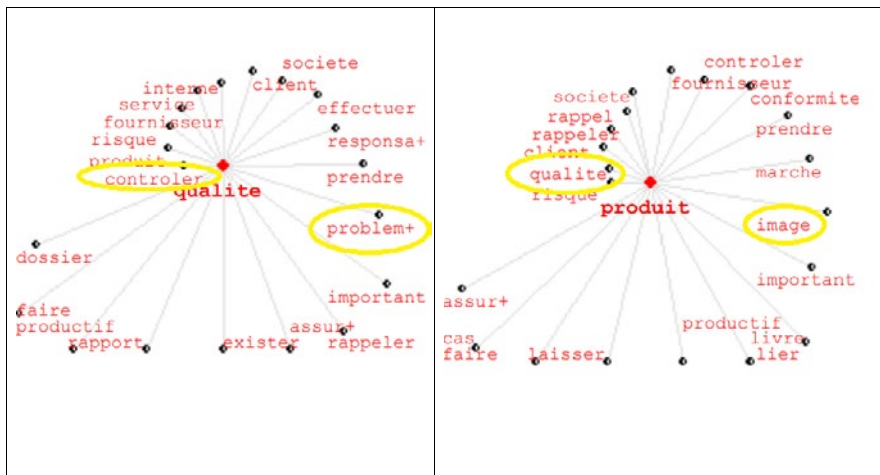 societe
interne client
service effectuer
fournisseur
risque responsa+
produit
controler prendre
qualite
problem+
dossier
important
faire
productif assur+
rapport exister rappeler
controler
fournisseur
societe conformite
rappel
rappeler prendre
client
qualite marche
risque
produit
image
important
assur+
productif
cas livre
faire laisser lier